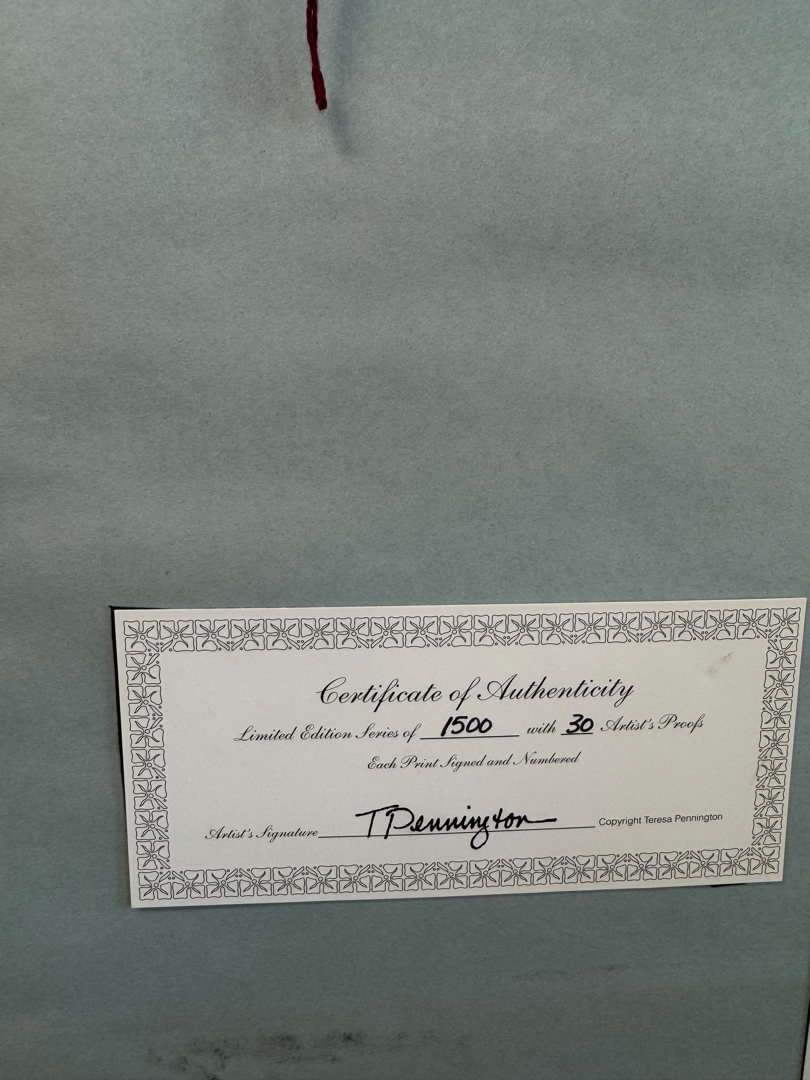 Certificate of Authenticity
Limited Edition Series of 1500 with 30 Artist's Proofs
Each Print Signed and Numbered
Artist's Signature T Pennington Copyright Teresa Pennington